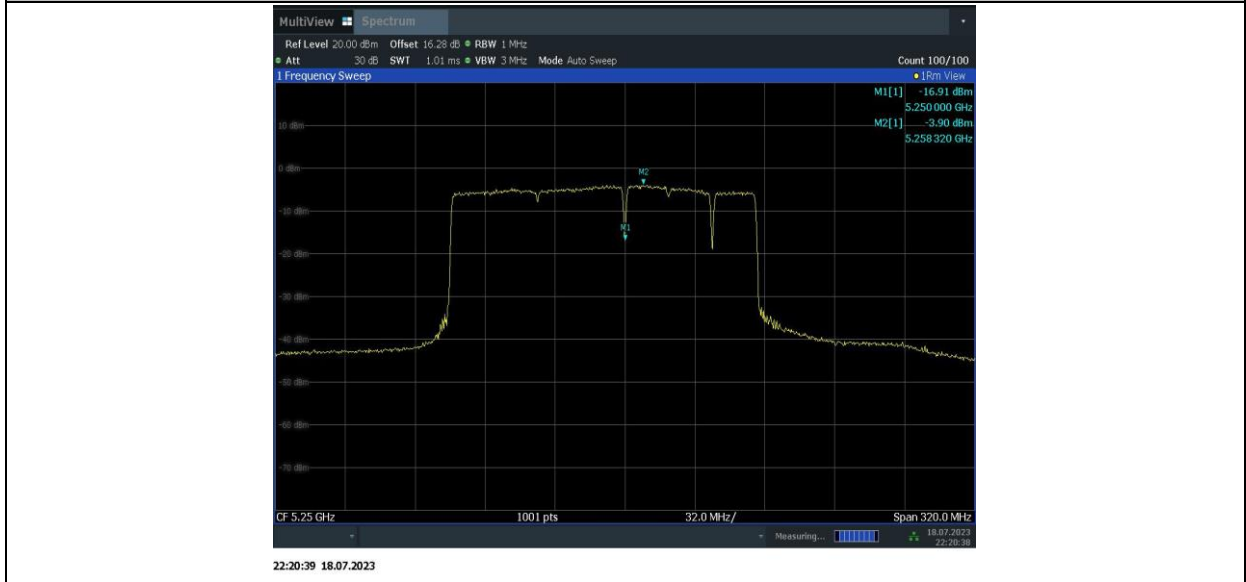 MultiView Spectrum
Ref Level 20.00 dBm Offset 16.28 dB RBW 1 MHz
Att 30 dB SWT 1.01 ms VBW 3 MHz Mode Auto Sweep Count 100/100
1 Frequency Sweep 1Rm View
M1[1] -16.91 dBm
5.250 000 GHz
M2[1] -3.90 dBm
5.258 320 GHz
10 dBm
0 dBm
M2
-10 dBm
M1
-20 dBm
-30 dBm
-40 dBm
-50 dBm
-60 dBm
-70 dBm
CF 5.25 GHz 1001 pts 32.0 MHz/ Span 320.0 MHz
Measuring... 18.07.2023
22:20:38
22:20:39 18.07.2023